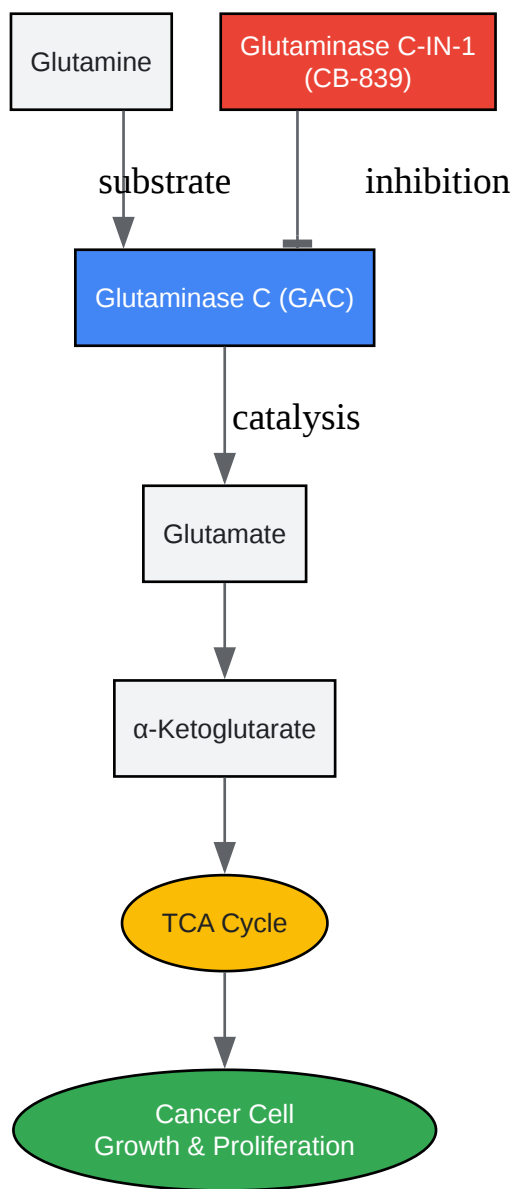 Glutamine
Glutaminase C-IN-1
(CB-839)
substrate
inhibition
Glutaminase C (GAC)
catalysis
Glutamate
α-Ketoglutarate
TCA Cycle
Cancer Cell
Growth & Proliferation